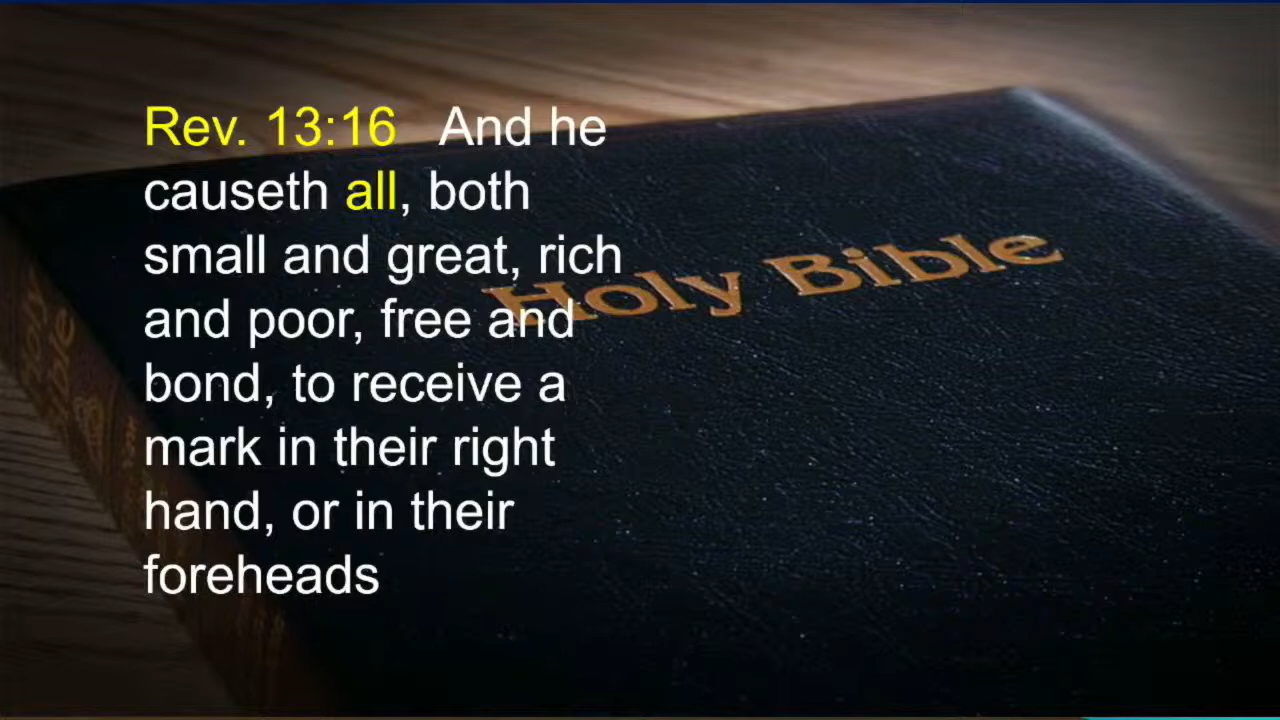 Rev. 13:16 And he
causeth all, both
small and great, rich
and poor, free and
bond, to receive a
mark in their right
hand, or in their
foreheads
Holy Bible
Holy
Bible